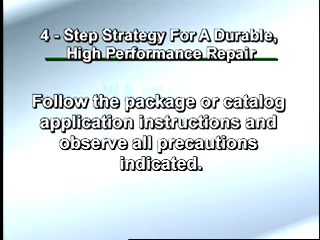 4 - Step Strategy For A Durable,
High Performance Repair
Follow the package or catalog
application instructions and
observe all precautions
indicated.